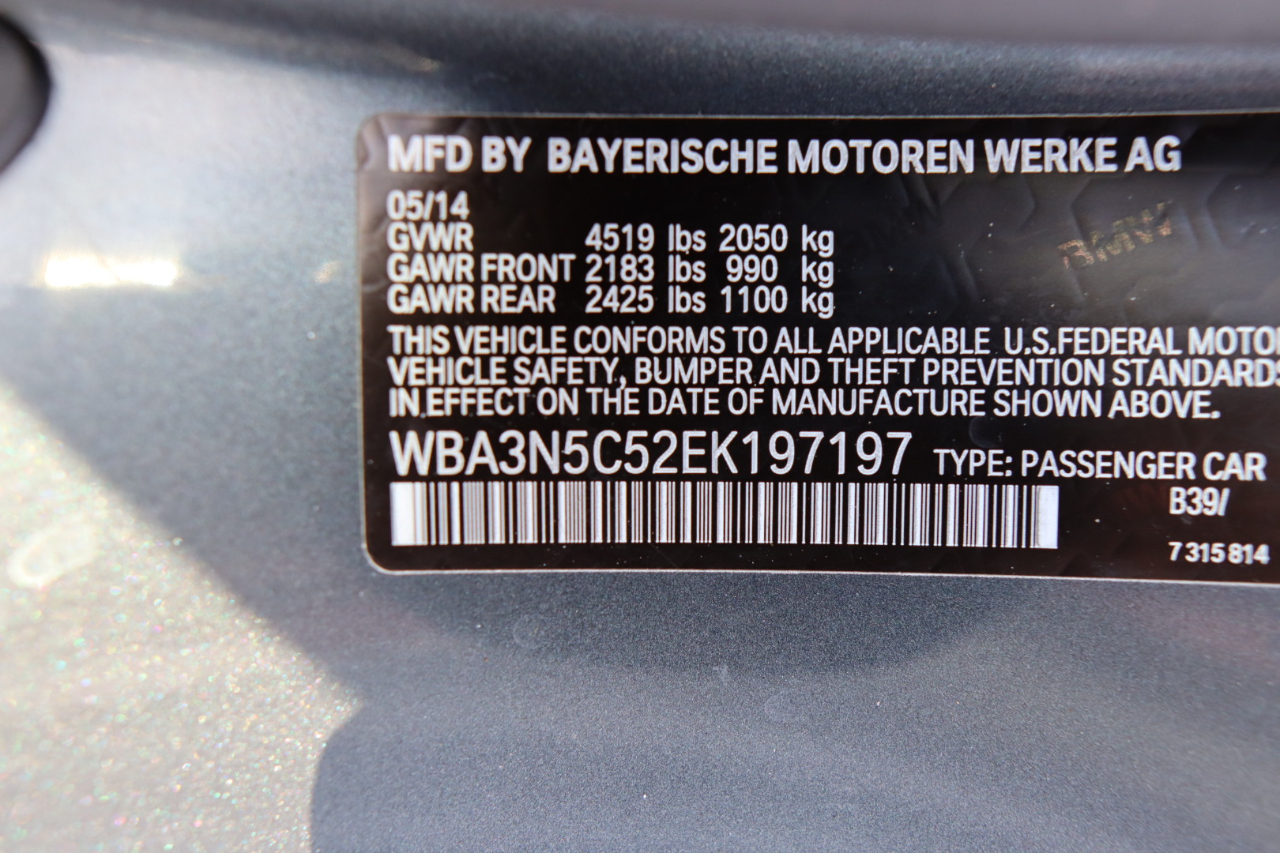 MFD BY BAYERISCHE MOTOREN WERKE AG
05/14
GVWR 4519 lbs 2050 kg
GAWR FRONT 2183 lbs 990 kg
GAWR REAR 2425 lbs 1100 kg
BMW
THIS VEHICLE CONFORMS TO ALL APPLICABLE U.S.FEDERAL MOTO
VEHICLE SAFETY, BUMPER AND THEFT PREVENTION STANDARDS
IN EFFECT ON THE DATE OF MANUFACTURE SHOWN ABOVE.
WBA3N5C52EK197197 TYPE: PASSENGER CAR
B39/
7 315 814